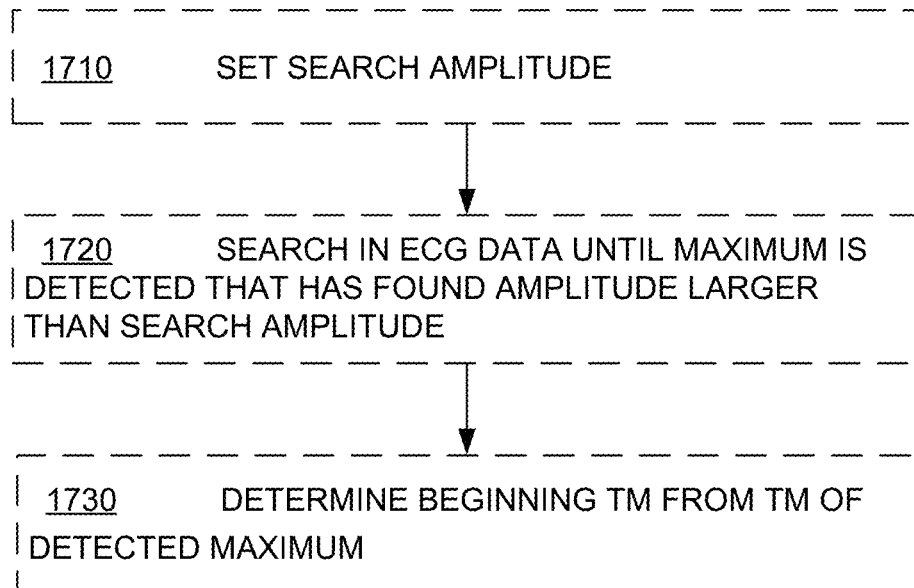 1710 SET SEARCH AMPLITUDE
1720 SEARCH IN ECG DATA UNTIL MAXIMUM IS
DETECTED THAT HAS FOUND AMPLITUDE LARGER
THAN SEARCH AMPLITUDE
1730 DETERMINE BEGINNING TM FROM TM OF
DETECTED MAXIMUM